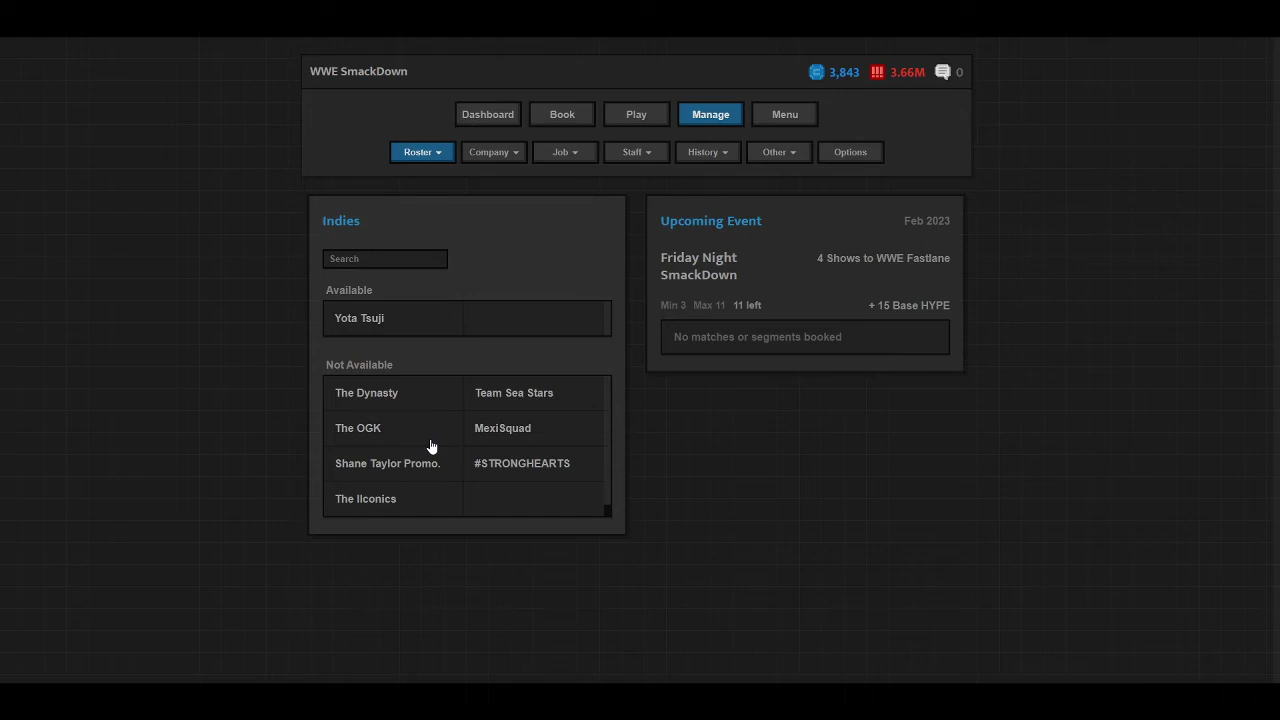 WWE SmackDown
3,843
3.66M
0
Dashboard
Book
Play
Manage
Menu
Roster
Company
Job
Staff
History
Other
Options
Indies
Search
Available
Yota Tsuji
Not Available
The Dynasty
Team Sea Stars
The OGK
MexiSquad
Shane Taylor Promo.
#STRONGHEARTS
The IIconics
Upcoming Event
Feb 2023
Friday Night
SmackDown
4 Shows to WWE Fastlane
Min 3 Max 11 11 left
+ 15 Base HYPE
No matches or segments booked